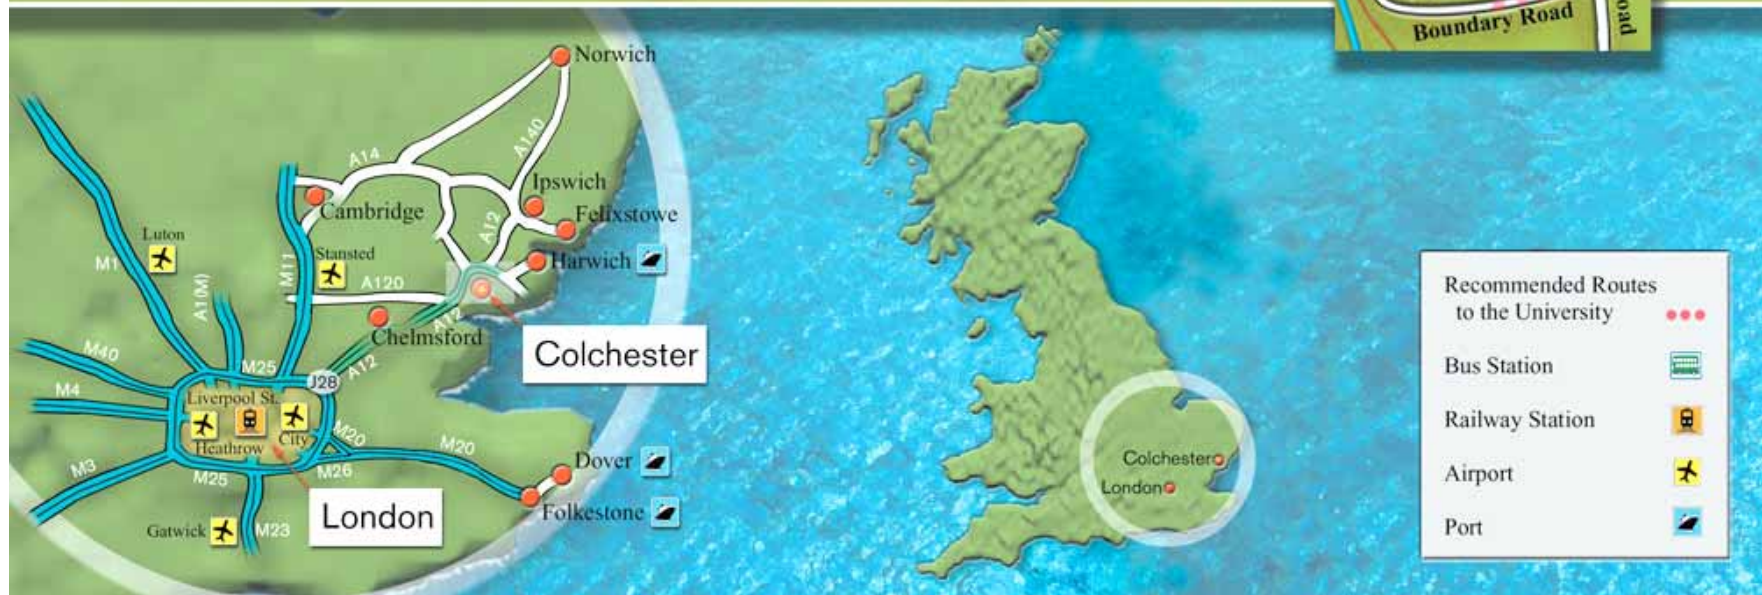 Boundary Road
oad
Norwich
A140
A14
Ipswich
Cambridge
Felixstowe
A12
Luton
Stansted
Harwich
M1
M11
A1(M)
A120
A12
Chelmsford
Colchester
M40
M25
J28
A12
M4
Liverpool St.
Heathrow
City
M20
M20
M3
M25
M26
Dover
London
Folkestone
Gatwick
M23
Colchester
London
Recommended Routes
to the University
Bus Station
Railway Station
Airport
Port